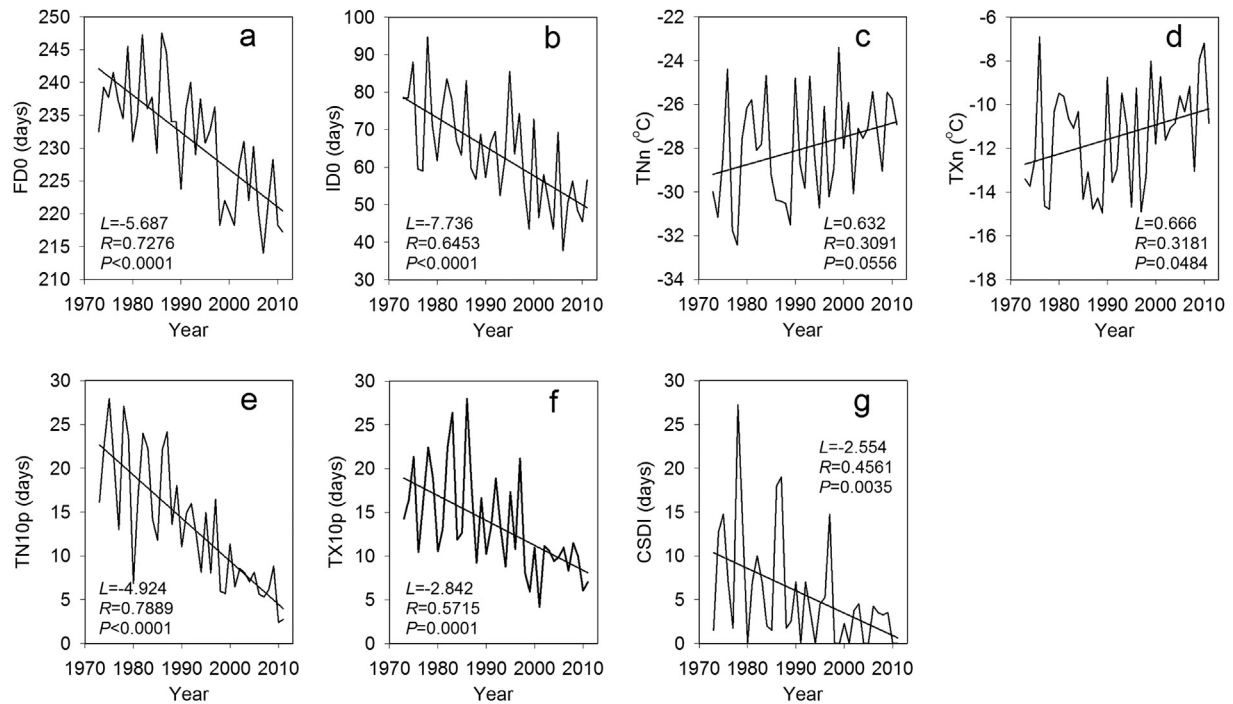 a
FD0 (days)
250
245
240
235
230
225
220
215
210
L=-5.687
R=0.7276
P<0.0001
1970 1980 1990 2000 2010
Year
b
ID0 (days)
100
90
80
70
60
50
40
30
L=-7.736
R=0.6453
P<0.0001
1970 1980 1990 2000 2010
Year
c
TNn (°C)
-22
-24
-26
-28
-30
-32
-34
L=0.632
R=0.3091
P=0.0556
1970 1980 1990 2000 2010
Year
d
TXn (°C)
-6
-8
-10
-12
-14
-16
-18
L=0.666
R=0.3181
P=0.0484
1970 1980 1990 2000 2010
Year
e
TN10p (days)
30
25
20
15
10
5
0
L=-4.924
R=0.7889
P<0.0001
1970 1980 1990 2000 2010
Year
f
TX10p (days)
30
25
20
15
10
5
0
L=-2.842
R=0.5715
P=0.0001
1970 1980 1990 2000 2010
Year
g
CSDI (days)
30
25
20
15
10
5
0
L=-2.554
R=0.4561
P=0.0035
1970 1980 1990 2000 2010
Year